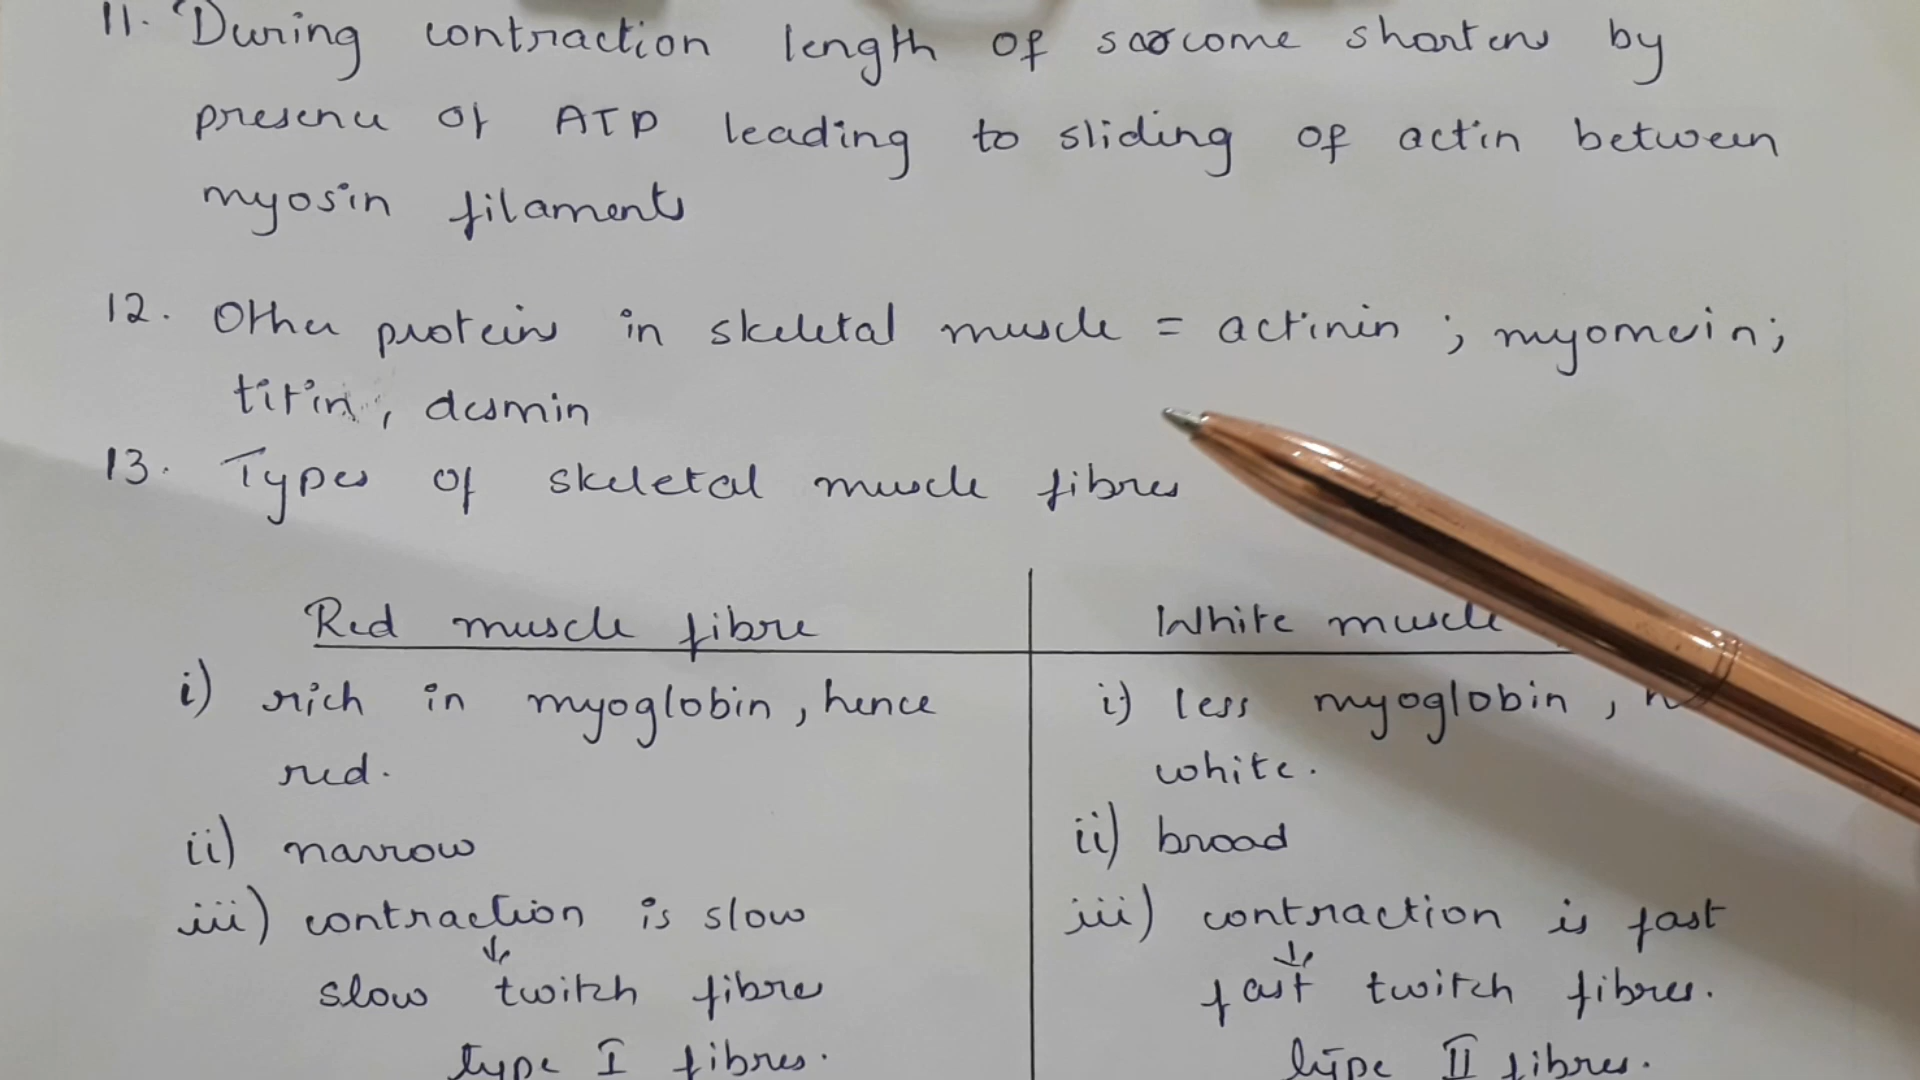 11. During contraction length of sarcome shortens by
presence of ATP leading to sliding of actin between
myosin filaments
12. Other proteins in skeletal muscle = actinin ; myomesin;
titin, desmin
13. Types of skeletal muscle fibres
Red muscle fibre
White muscle
i) rich in myoglobin, hence
red.
i) less myoglobin,
white.
ii) narrow
ii) broad
iii) contraction is slow
↓
slow twitch fibre
type I fibres.
iii) contraction is fast
↓
fast twitch fibres.
type II fibres.